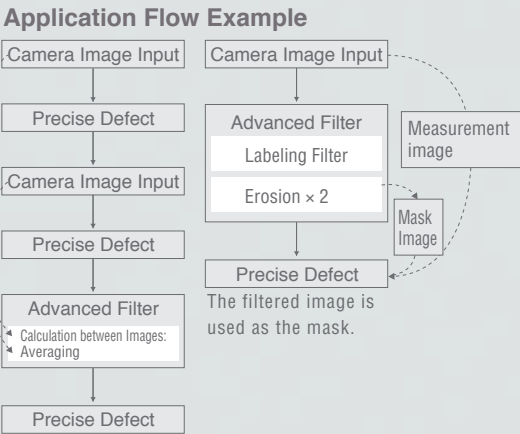 Application Flow Example
Camera Image Input
Precise Defect
Camera Image Input
Precise Defect
Advanced Filter
Calculation between Images:
Averaging
Precise Defect
Camera Image Input
Advanced Filter
Labeling Filter
Erosion × 2
Measurement
image
Mask
Image
Precise Defect
The filtered image is
used as the mask.